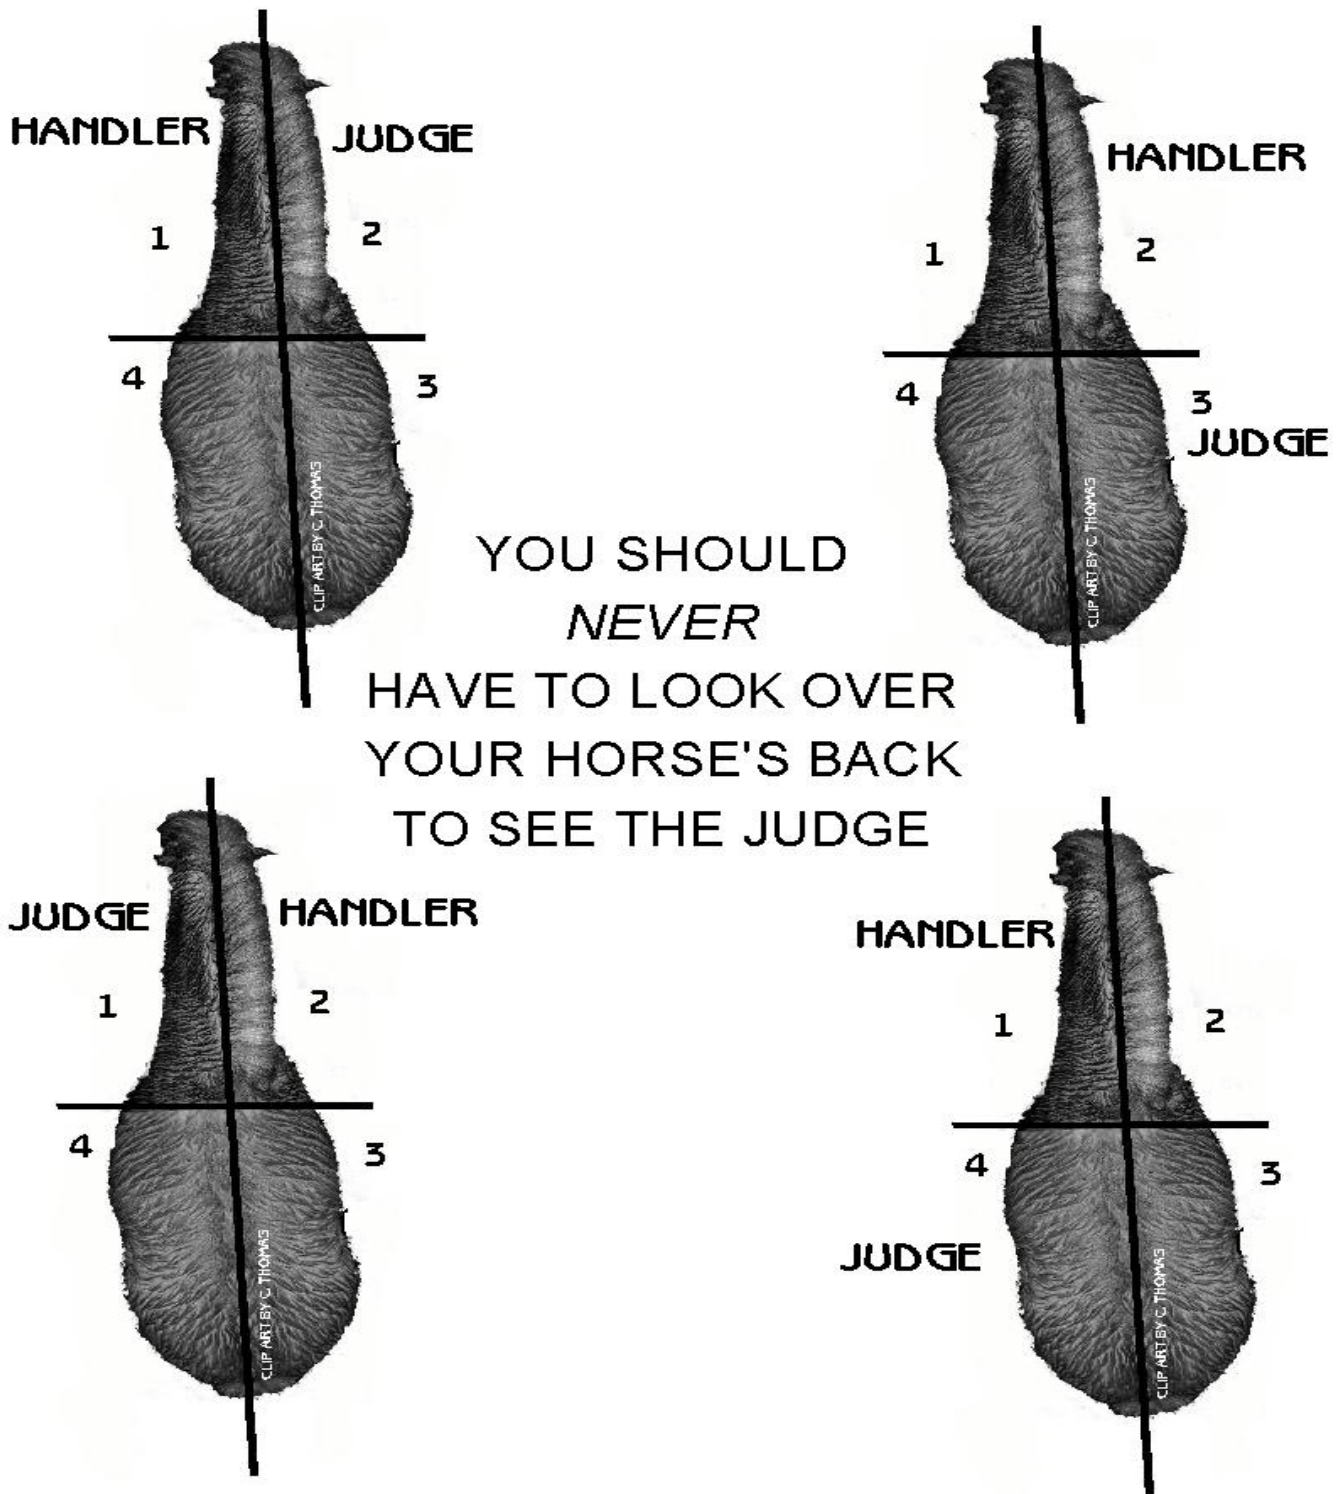 HANDLER JUDGE
1 2
4 3
CLIP ART BY C. THOMAS
HANDLER
1 2
4 3
JUDGE
CLIP ART BY C. THOMAS
YOU SHOULD
NEVER
HAVE TO LOOK OVER
YOUR HORSE'S BACK
TO SEE THE JUDGE
JUDGE HANDLER
1 2
4 3
CLIP ART BY C. THOMAS
HANDLER
1 2
4 3
JUDGE
CLIP ART BY C. THOMAS